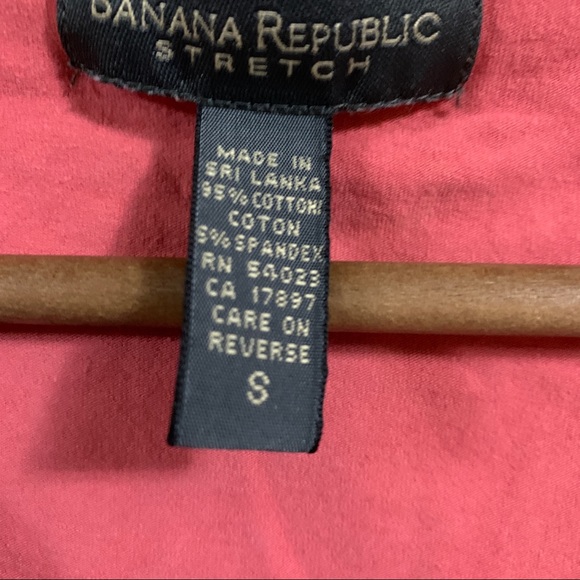 BANANA REPUBLIC
STRETCH
MADE IN
SRI LANKA
95% COTTON
COTON
5% SPANDEX
RN 54023
CA 17897
CARE ON
REVERSE
S